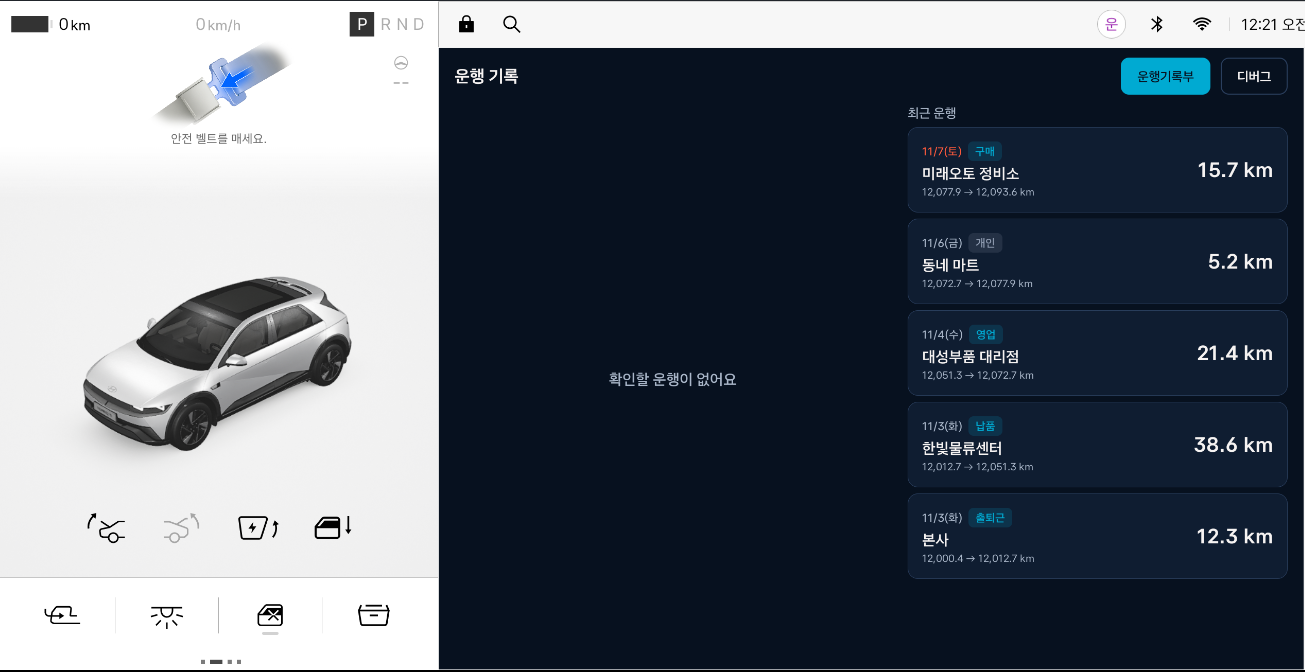 0 km
0 km/h
P R N D
안전 벨트를 매세요.
운
12:21 오전
운행 기록
운행기록부
디버그
최근 운행
11/7(토) 구매
미래오토 정비소
12,077.9 → 12,093.6 km
15.7 km
11/6(금) 개인
동네 마트
12,072.7 → 12,077.9 km
5.2 km
11/4(수) 영업
대성부품 대리점
12,051.3 → 12,072.7 km
21.4 km
11/3(화) 납품
한빛물류센터
12,012.7 → 12,051.3 km
38.6 km
11/3(화) 출퇴근
본사
12,000.4 → 12,012.7 km
12.3 km
확인할 운행이 없어요